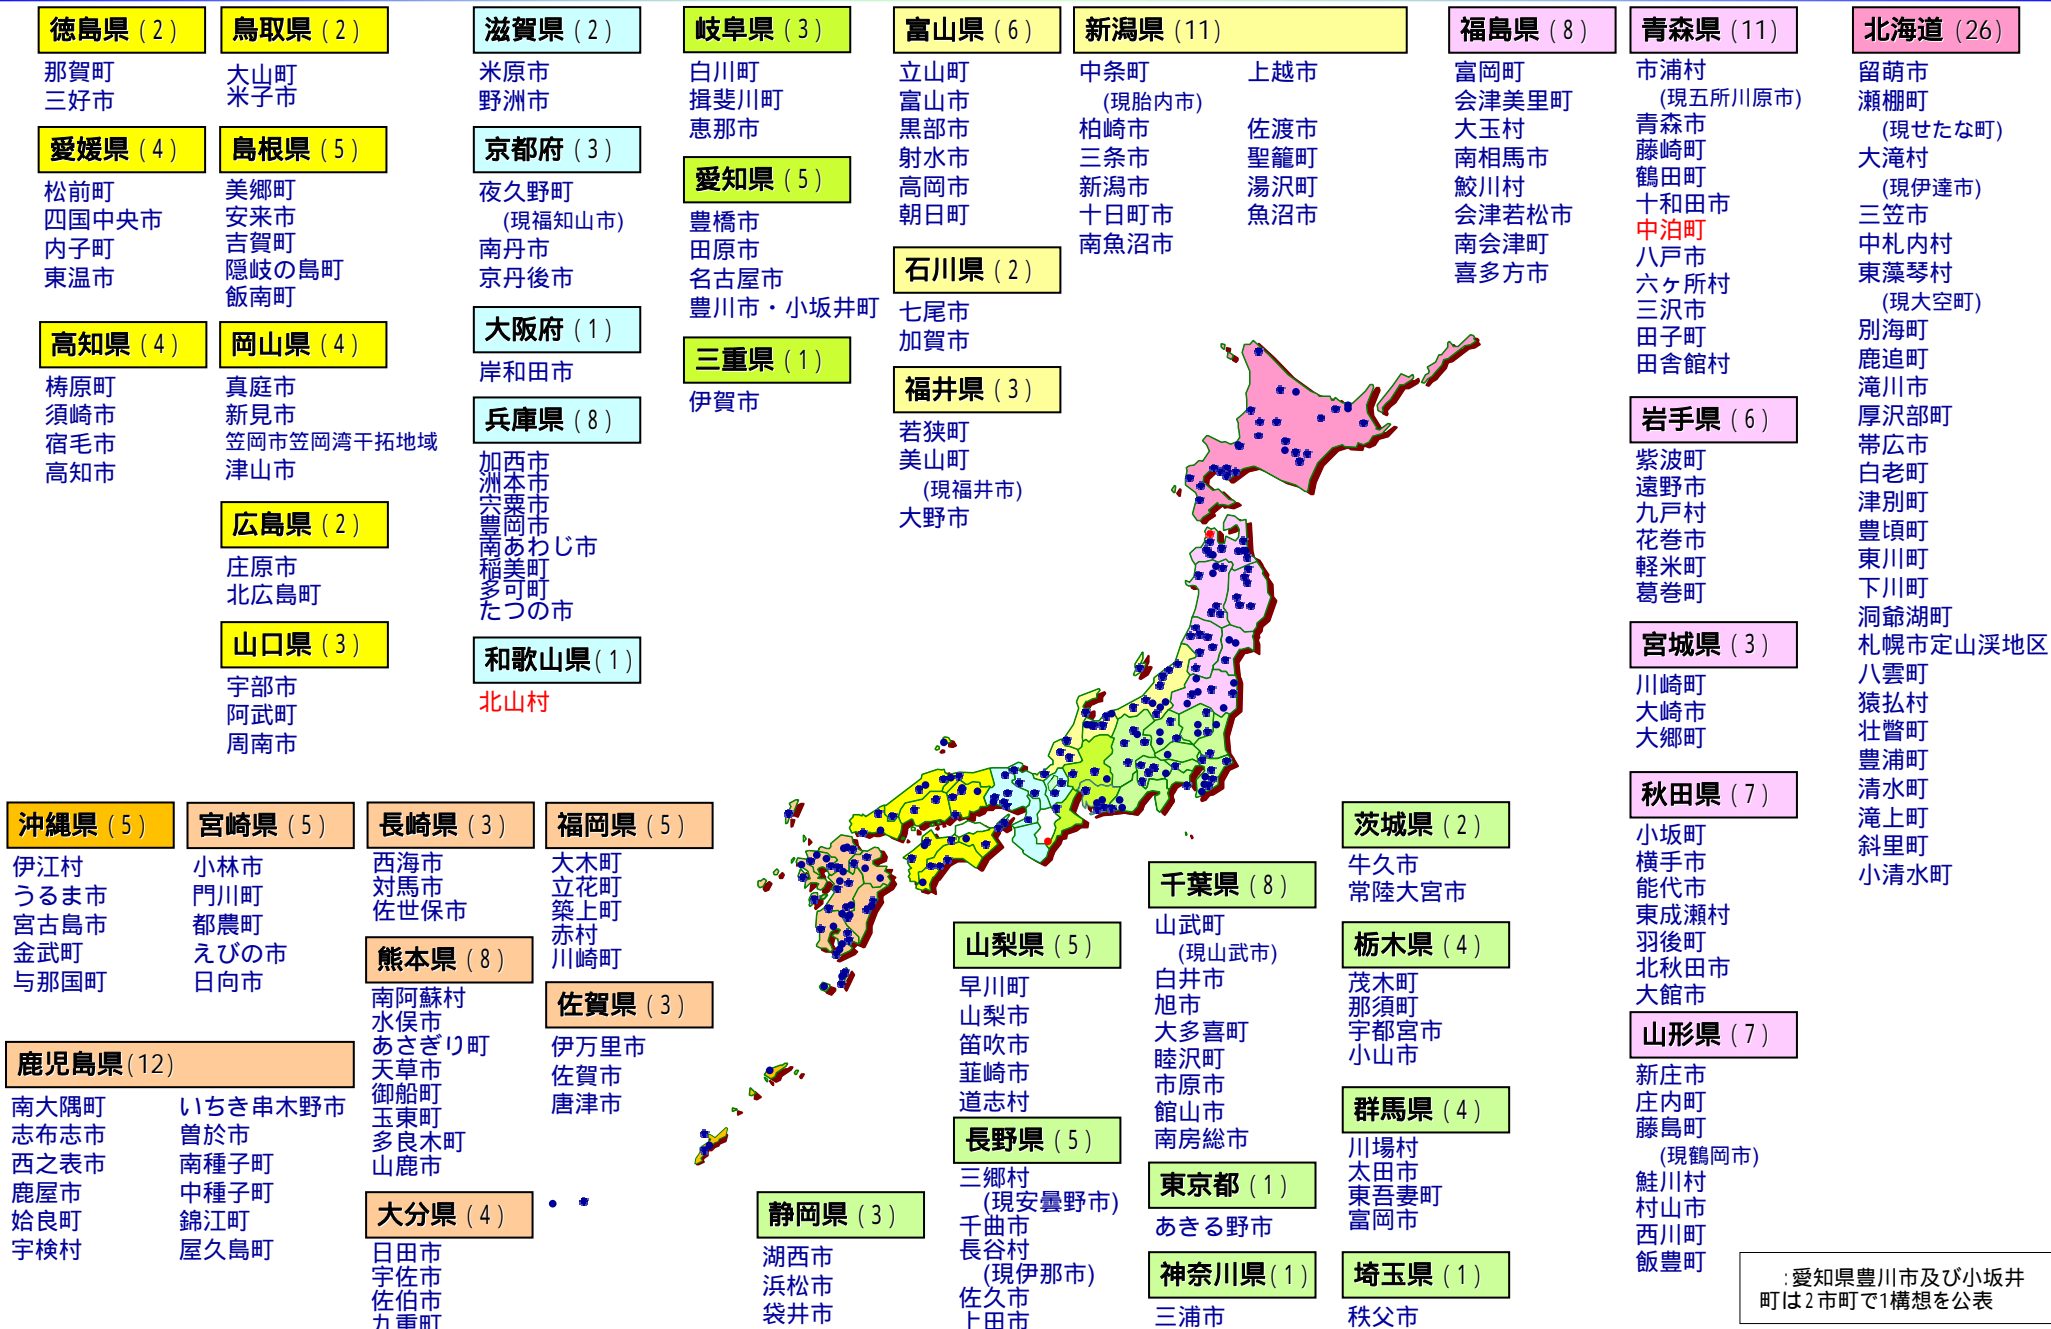 徳島県(2)
那賀町
三好市
愛媛県(4)
松前町
四国中央市
内子町
東温市
高知県(4)
梼原町
須崎市
宿毛市
高知市
鳥取県(2)
大山町
米子市
島根県(5)
美郷町
安来市
吉賀町
隠岐の島町
飯南町
岡山県(4)
真庭市
新見市
笠岡市笠岡湾干拓地域
津山市
広島県(2)
庄原市
北広島町
山口県(3)
宇部市
阿武町
周南市
滋賀県(2)
米原市
野洲市
京都府(3)
夜久野町
(現福知山市)
南丹市
京丹後市
大阪府(1)
岸和田市
兵庫県(8)
加西市
洲本市
宍粟市
豊岡市
南あわじ市
稲美町
多可町
たつの市
和歌山県(1)
北山村
岐阜県(3)
白川町
揖斐川町
恵那市
愛知県(5)
豊橋市
田原市
名古屋市
豊川市・小坂井町
三重県(1)
伊賀市
富山県(6)
立山町
富山市
黒部市
射水市
高岡市
朝日町
石川県(2)
七尾市
加賀市
福井県(3)
若狭町
美山町
(現福井市)
大野市
新潟県(11)
中条町 上越市
(現胎内市)
柏崎市 佐渡市
三条市 聖籠町
新潟市 湯沢町
十日町市 魚沼市
南魚沼市
福島県(8)
富岡町
会津美里町
大玉村
南相馬市
鮫川村
会津若松市
南会津町
喜多方市
青森県(11)
市浦村
(現五所川原市)
青森市
藤崎町
鶴田町
十和田市
中泊町
八戸市
六ヶ所村
三沢市
田子町
田舎館村
岩手県(6)
紫波町
遠野市
九戸村
花巻市
軽米町
葛巻町
宮城県(3)
川崎町
大崎市
大郷町
秋田県(7)
小坂町
横手市
能代市
東成瀬村
羽後町
北秋田市
大館市
山形県(7)
新庄市
庄内町
藤島町
(現鶴岡市)
鮭川村
村山市
西川町
飯豊町
北海道(26)
留萌市
瀬棚町
(現せたな町)
大滝村
(現伊達市)
三笠市
中札内村
東藻琴村
(現大空町)
別海町
鹿追町
滝川市
厚沢部町
帯広市
白老町
津別町
豊頃町
東川町
下川町
洞爺湖町
札幌市定山渓地区
八雲町
猿払村
壮瞥町
豊浦町
清水町
滝上町
斜里町
小清水町
沖縄県(5)
伊江村
うるま市
宮古島市
金武町
与那国町
宮崎県(5)
小林市
門川町
都農町
えびの市
日向市
鹿児島県(12)
南大隅町 いちき串木野市
志布志市 曽於市
西之表市 南種子町
鹿屋市 中種子町
姶良町 錦江町
宇検村 屋久島町
長崎県(3)
西海市
対馬市
佐世保市
熊本県(8)
南阿蘇村
水俣市
あさぎり町
天草市
御船町
玉東町
多良木町
山鹿市
大分県(4)
日田市
宇佐市
佐伯市
九重町
福岡県(5)
大木町
立花町
築上町
赤村
川崎町
佐賀県(3)
伊万里市
佐賀市
唐津市
静岡県(3)
湖西市
浜松市
袋井市
山梨県(5)
早川町
山梨市
笛吹市
韮崎市
道志村
長野県(5)
三郷村
(現安曇野市)
千曲市
長谷村
(現伊那市)
佐久市
上田市
千葉県(8)
山武町
(現山武市)
白井市
旭市
大多喜町
睦沢町
市原市
館山市
南房総市
東京都(1)
あきる野市
神奈川県(1)
三浦市
茨城県(2)
牛久市
常陸大宮市
栃木県(4)
茂木町
那須町
宇都宮市
小山市
群馬県(4)
川場村
太田市
東吾妻町
富岡市
埼玉県(1)
秩父市
:愛知県豊川市及び小坂井
町は2市町で1構想を公表